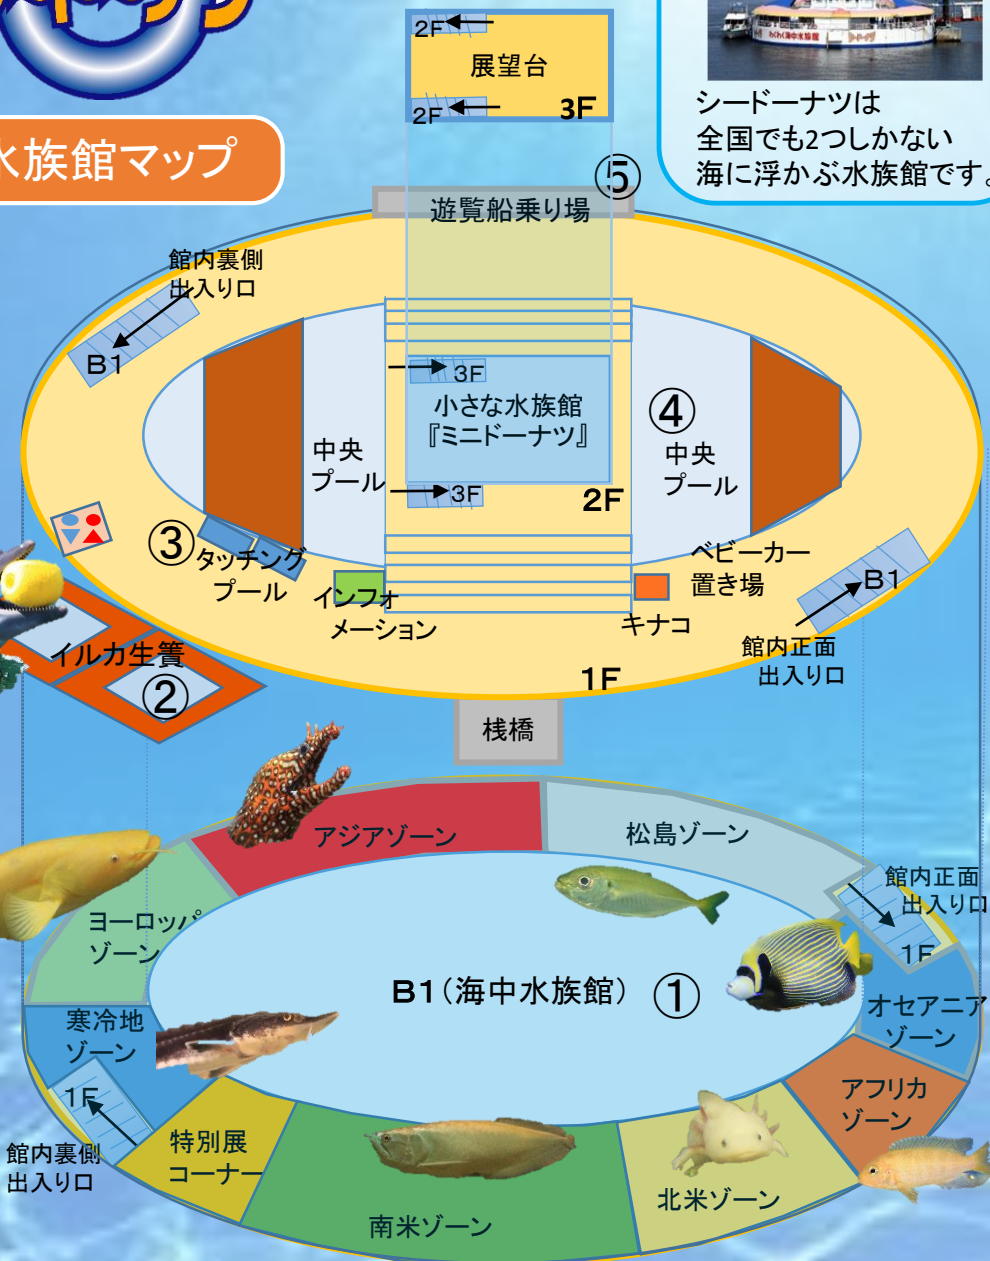 水族館マップ
2F
展望台
2F
3F
シードーナツは
全国でも2つしかない
海に浮かぶ水族館です。
⑤
遊覧船乗り場
館内裏側
出入り口
B1
3F
小さな水族館
『ミニドーナツ』
④
中央
プール
中央
プール
3F
2F
③
タッチング
プール
インフォ
メーション
ベビーカー
置き場
キナコ
B1
館内正面
出入り口
イルカ生簀
②
1F
桟橋
アジアゾーン
松島ゾーン
館内正面
出入り口
1F
ヨーロッパ
ゾーン
B1(海中水族館)
①
オセアニア
ゾーン
寒冷地
ゾーン
1F
アフリカ
ゾーン
館内裏側
出入り口
特別展
コーナー
北米ゾーン
南米ゾーン